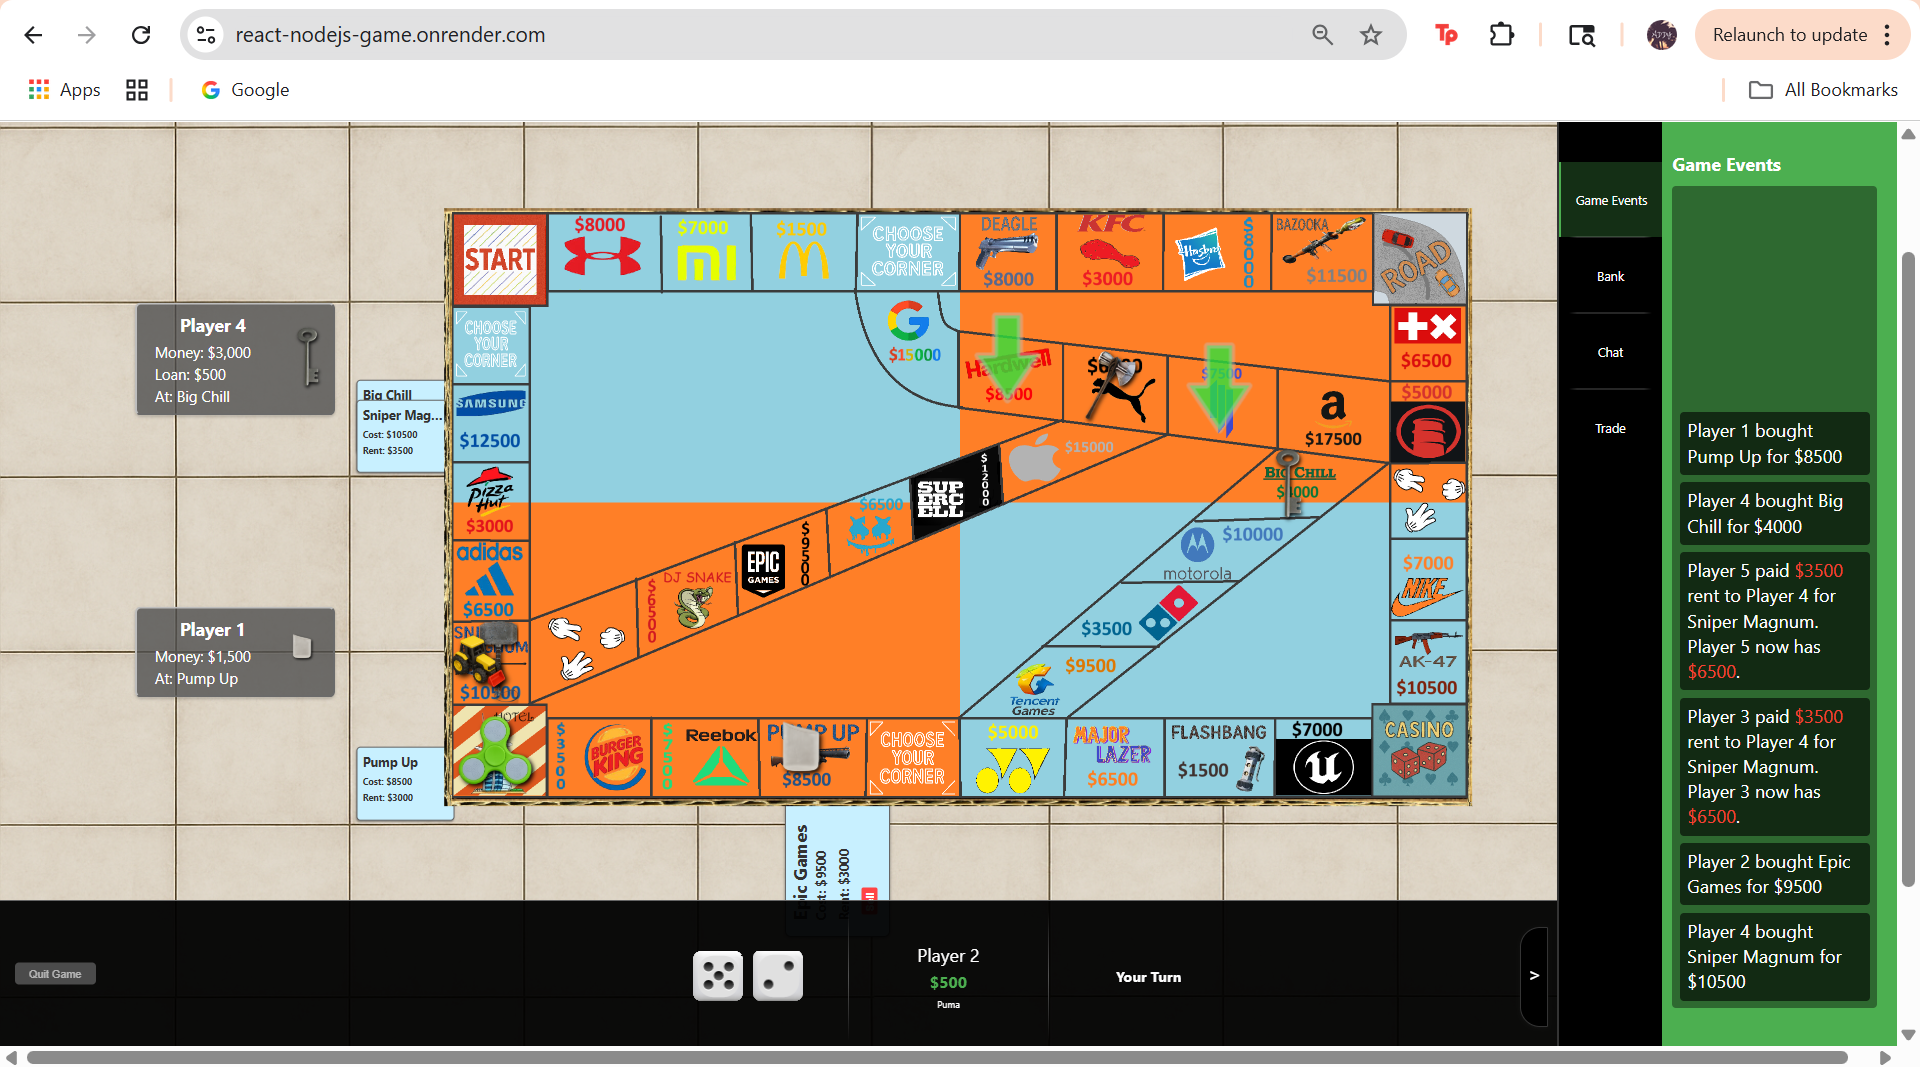 react-nodejs-game.onrender.com
Relaunch to update
Apps
Google
All Bookmarks
START
$8000
$7000
$1500
CHOOSE
YOUR
CORNER
DEAGLE
$8000
KFC
$3000
Hasbro
$8000
BAZOOKA
$11500
ROAD
Player 4
Money: $3,000
Loan: $500
At: Big Chill
Big Chill
Sniper Mag...
Cost: $10500
Rent: $3500
CHOOSE
YOUR
CORNER
SAMSUNG
$12500
Pizza
Hut
$3000
adidas
$6500
$10500
$15000
Hardwell
$8500
$7500
a
$17500
$6500
$5000
$15000
SUP
ERC
ELL
$12000
$6500
EPIC
GAMES
$9500
DJ SNAKE
$6500
BIG CHILL
$4000
$10000
motorola
$3500
$9500
Tencent
Games
$7000
NIKE
AK-47
$10500
Player 1
Money: $1,500
At: Pump Up
Pump Up
Cost: $8500
Rent: $3000
HOTEL
$3500
BURGER
KING
$7500
Reebok
PUMP UP
$8500
CHOOSE
YOUR
CORNER
$5000
MAJOR
LAZER
$6500
FLASHBANG
$1500
$7000
CASINO
Epic Games
Cost: $9500
Rent: $3000
Quit Game
Player 2
$500
Puma
Your Turn
>
Game Events
Bank
Chat
Trade
Game Events
Player 1 bought
Pump Up for $8500
Player 4 bought Big
Chill for $4000
Player 5 paid $3500
rent to Player 4 for
Sniper Magnum.
Player 5 now has
$6500.
Player 3 paid $3500
rent to Player 4 for
Sniper Magnum.
Player 3 now has
$6500.
Player 2 bought Epic
Games for $9500
Player 4 bought
Sniper Magnum for
$10500